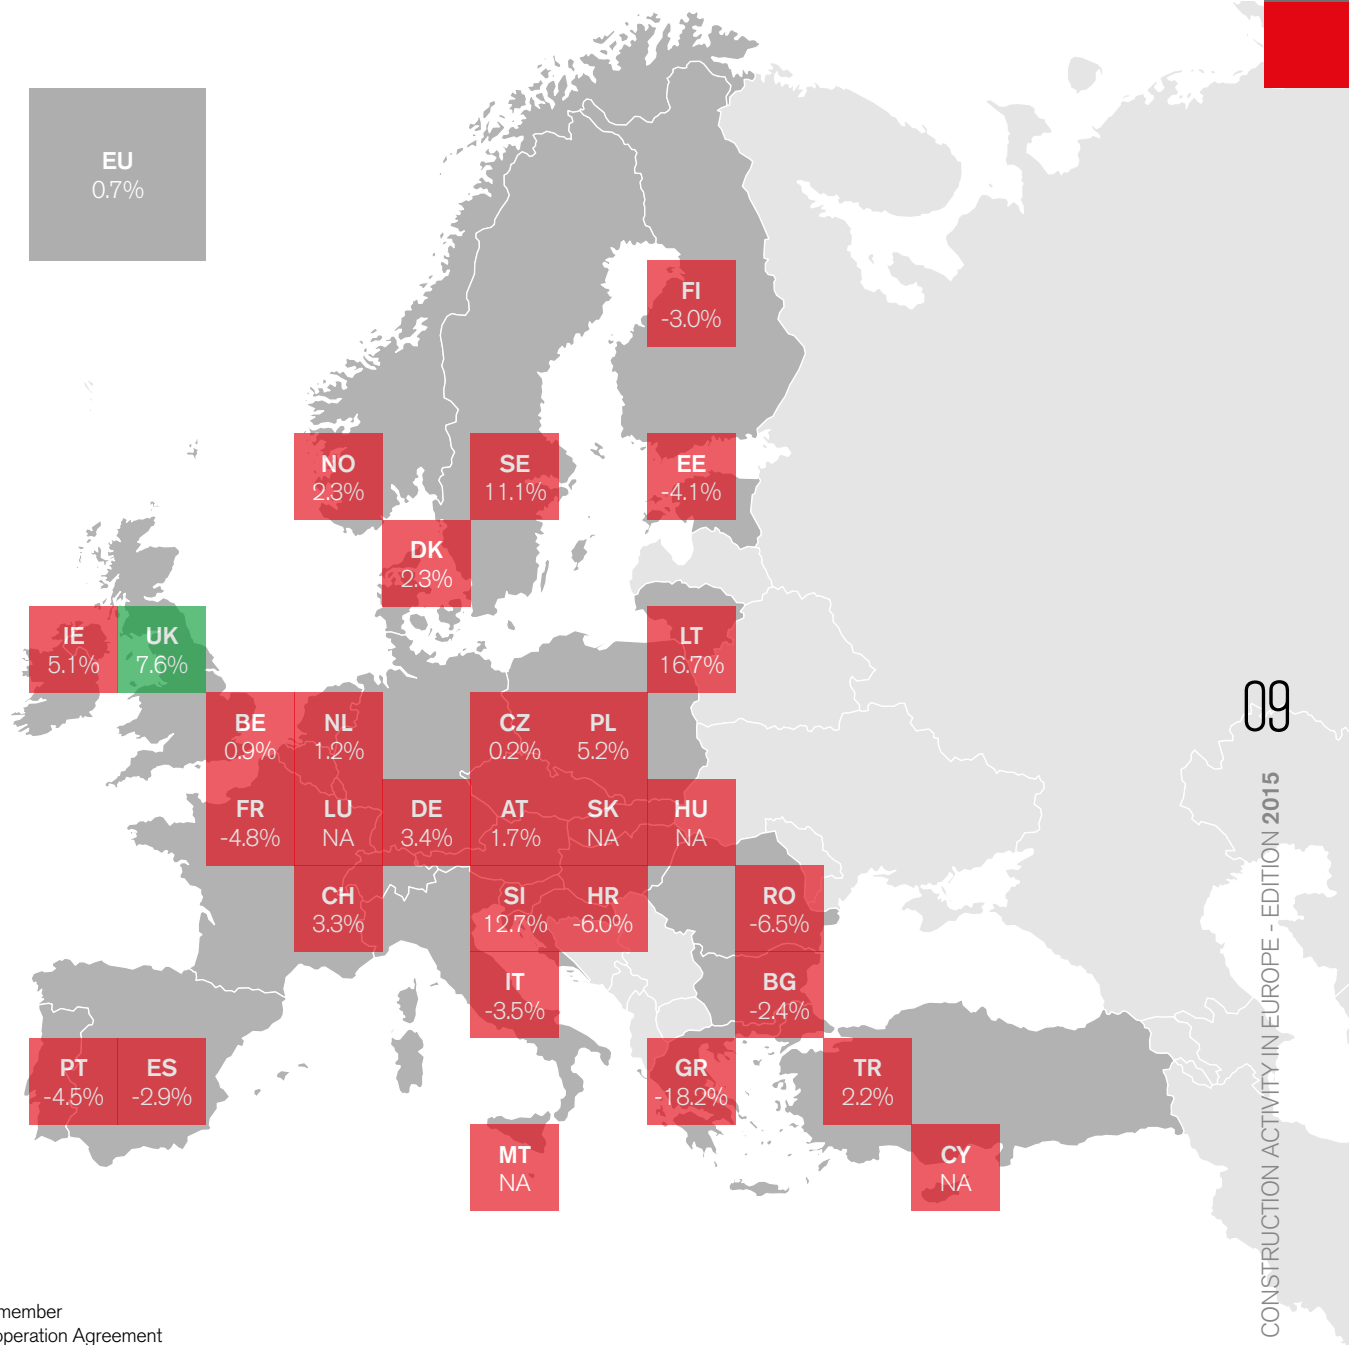 EU
0.7%
FI
-3.0%
NO
2.3%
SE
11.1%
EE
-4.1%
DK
2.3%
IE
5.1%
UK
7.6%
LT
16.7%
BE
0.9%
NL
1.2%
CZ
0.2%
PL
5.2%
FR
-4.8%
LU
NA
DE
3.4%
AT
1.7%
SK
NA
HU
NA
CH
3.3%
SI
12.7%
HR
-6.0%
RO
-6.5%
IT
-3.5%
BG
-2.4%
PT
-4.5%
ES
-2.9%
GR
-18.2%
TR
2.2%
MT
NA
CY
NA
09
CONSTRUCTION ACTIVITY IN EUROPE - EDITION 2015
member
operation Agreement